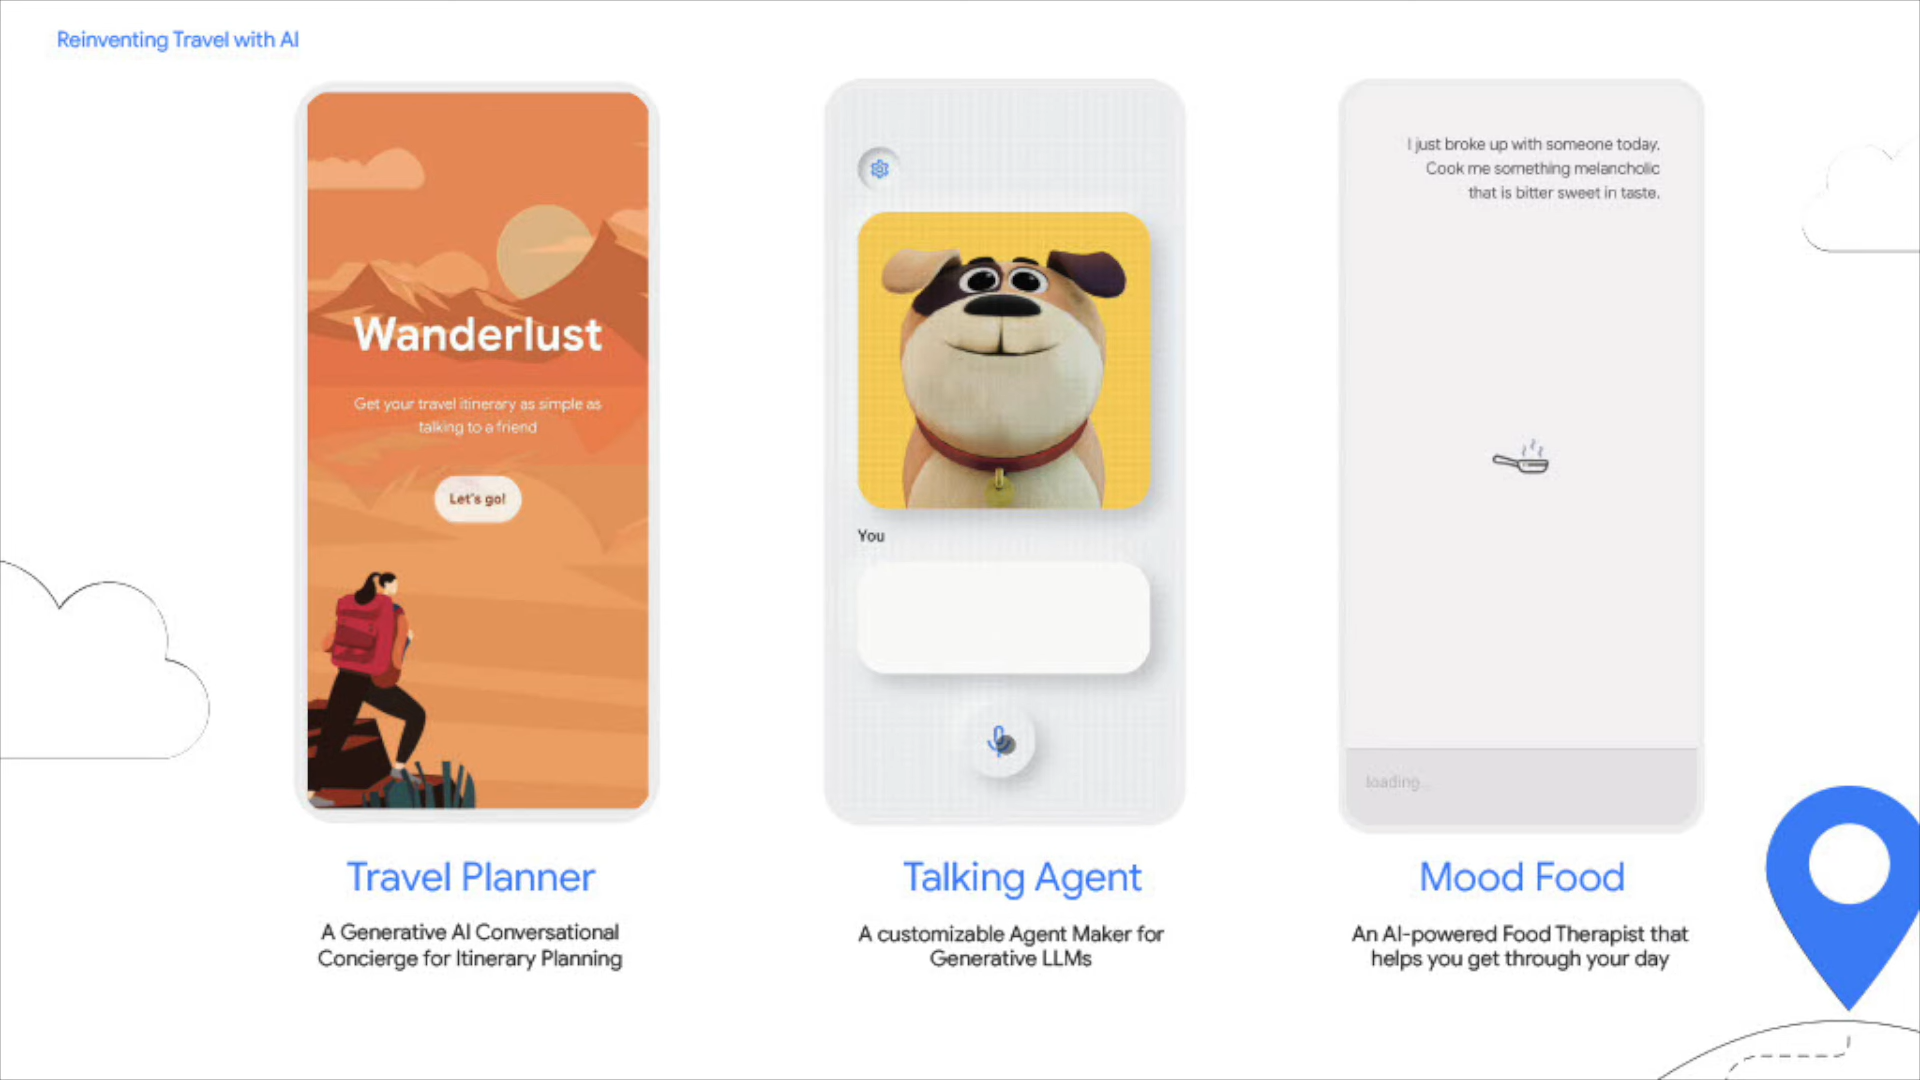 Reinventing Travel with AI
Wanderlust
Get your travel itinerary as simple as
talking to a friend
Let's go!
Travel Planner
A Generative AI Conversational
Concierge for Itinerary Planning
You
Talking Agent
A customizable Agent Maker for
Generative LLMs
I just broke up with someone today.
Cook me something melancholic
that is bitter sweet in taste.
loading...
Mood Food
An AI-powered Food Therapist that
helps you get through your day